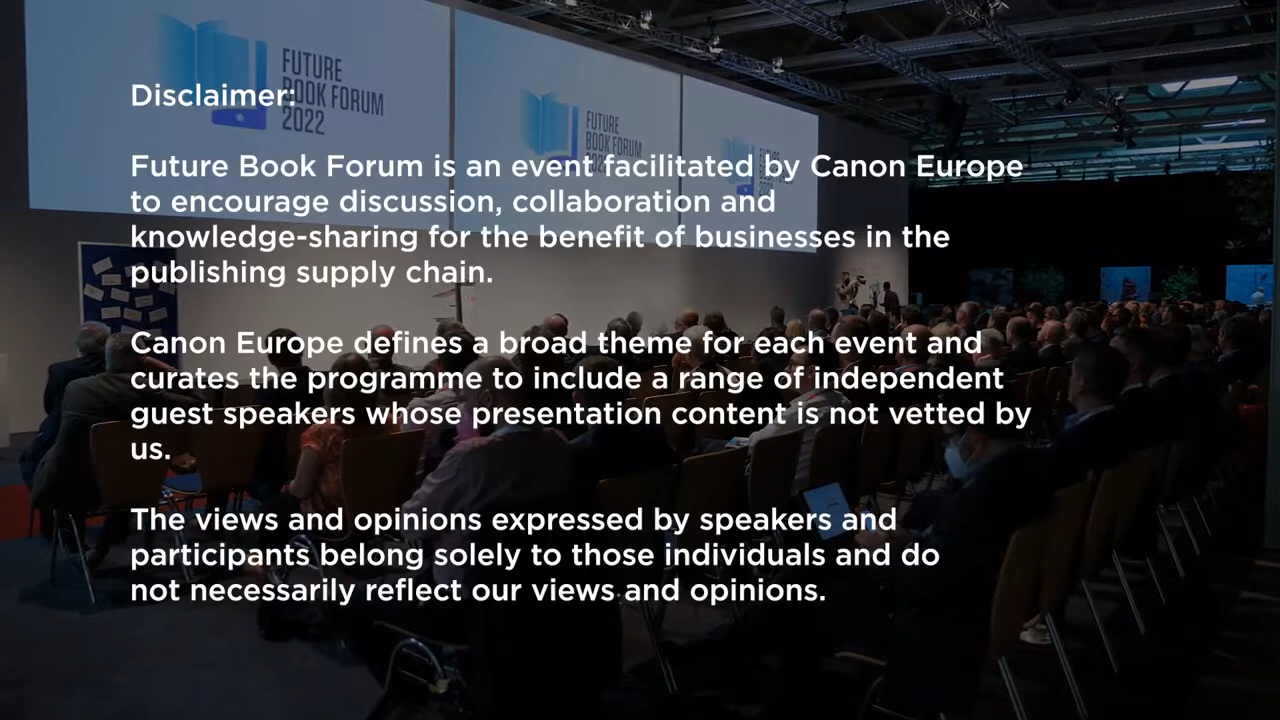 FUTURE
BOOK FORUM
2022
FUTURE
BOOK FORUM
Disclaimer:
Future Book Forum is an event facilitated by Canon Europe
to encourage discussion, collaboration and
knowledge-sharing for the benefit of businesses in the
publishing supply chain.
Canon Europe defines a broad theme for each event and
curates the programme to include a range of independent
guest speakers whose presentation content is not vetted by
us.
The views and opinions expressed by speakers and
participants belong solely to those individuals and do
not necessarily reflect our views and opinions.